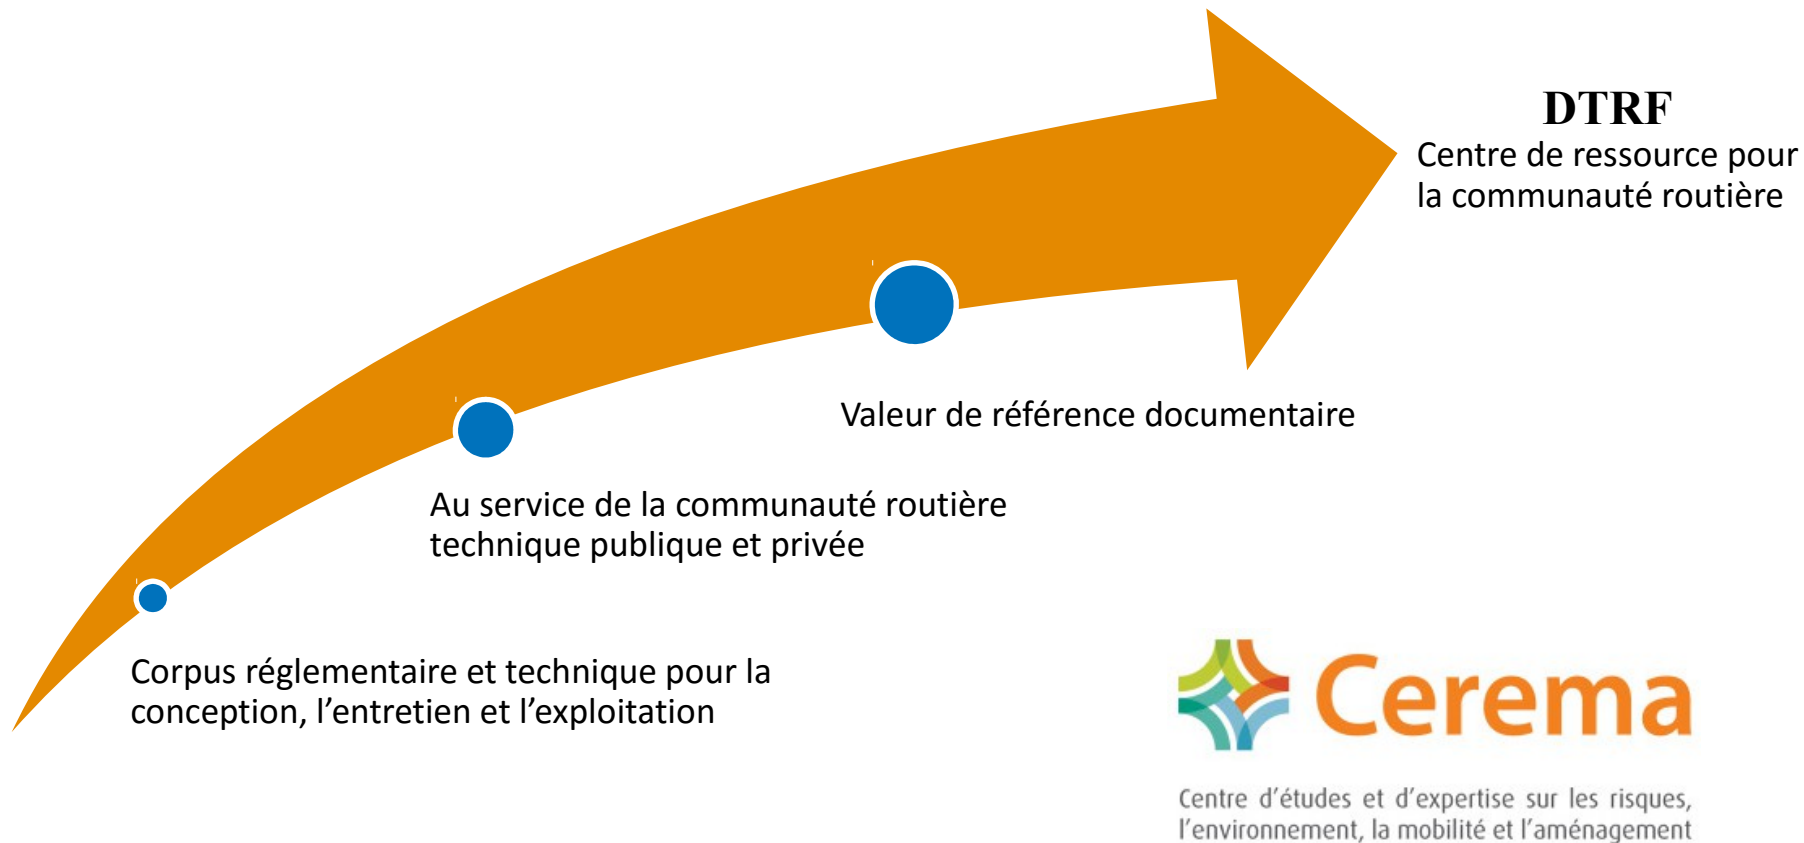 DTRF
Centre de ressource pour
la communauté routière
Valeur de référence documentaire
Au service de la communauté routière
technique publique et privée
Corpus réglementaire et technique pour la
conception, l’entretien et l’exploitation
Cerema
Centre d’études et d’expertise sur les risques,
l’environnement, la mobilité et l’aménagement